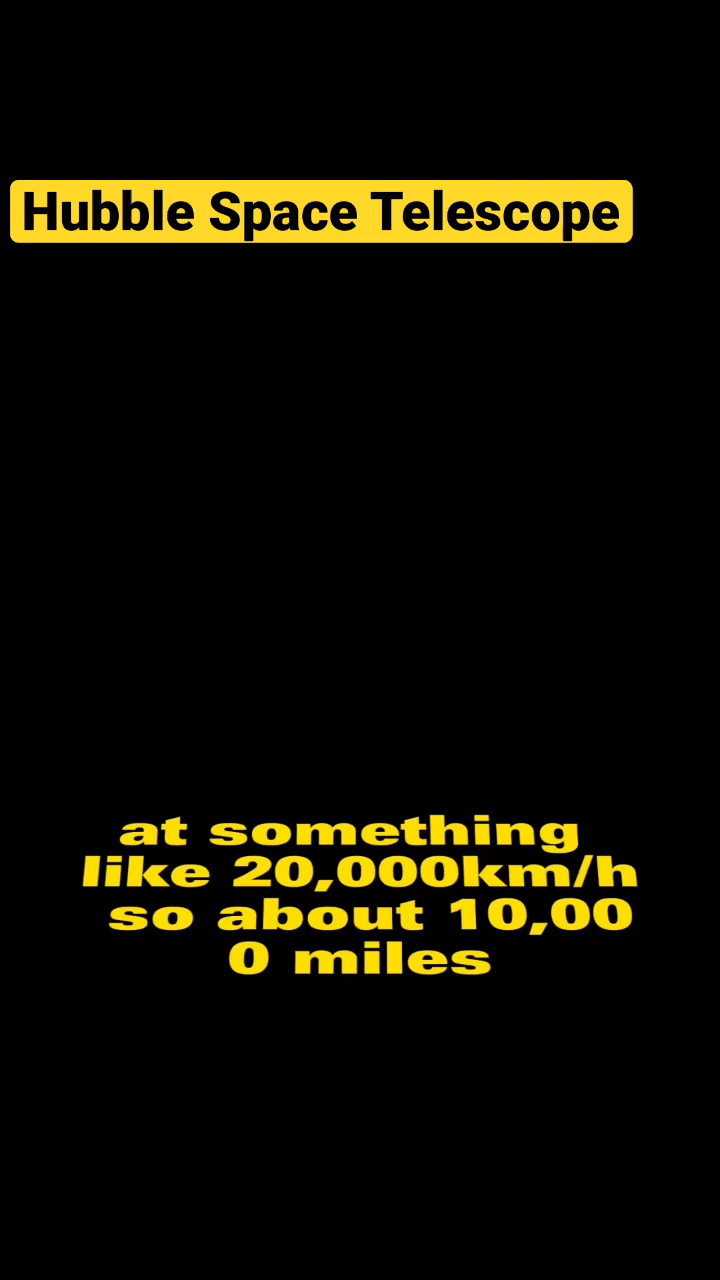 Hubble Space Telescope
at something
like 20,000km/h
so about 10,00
0 miles